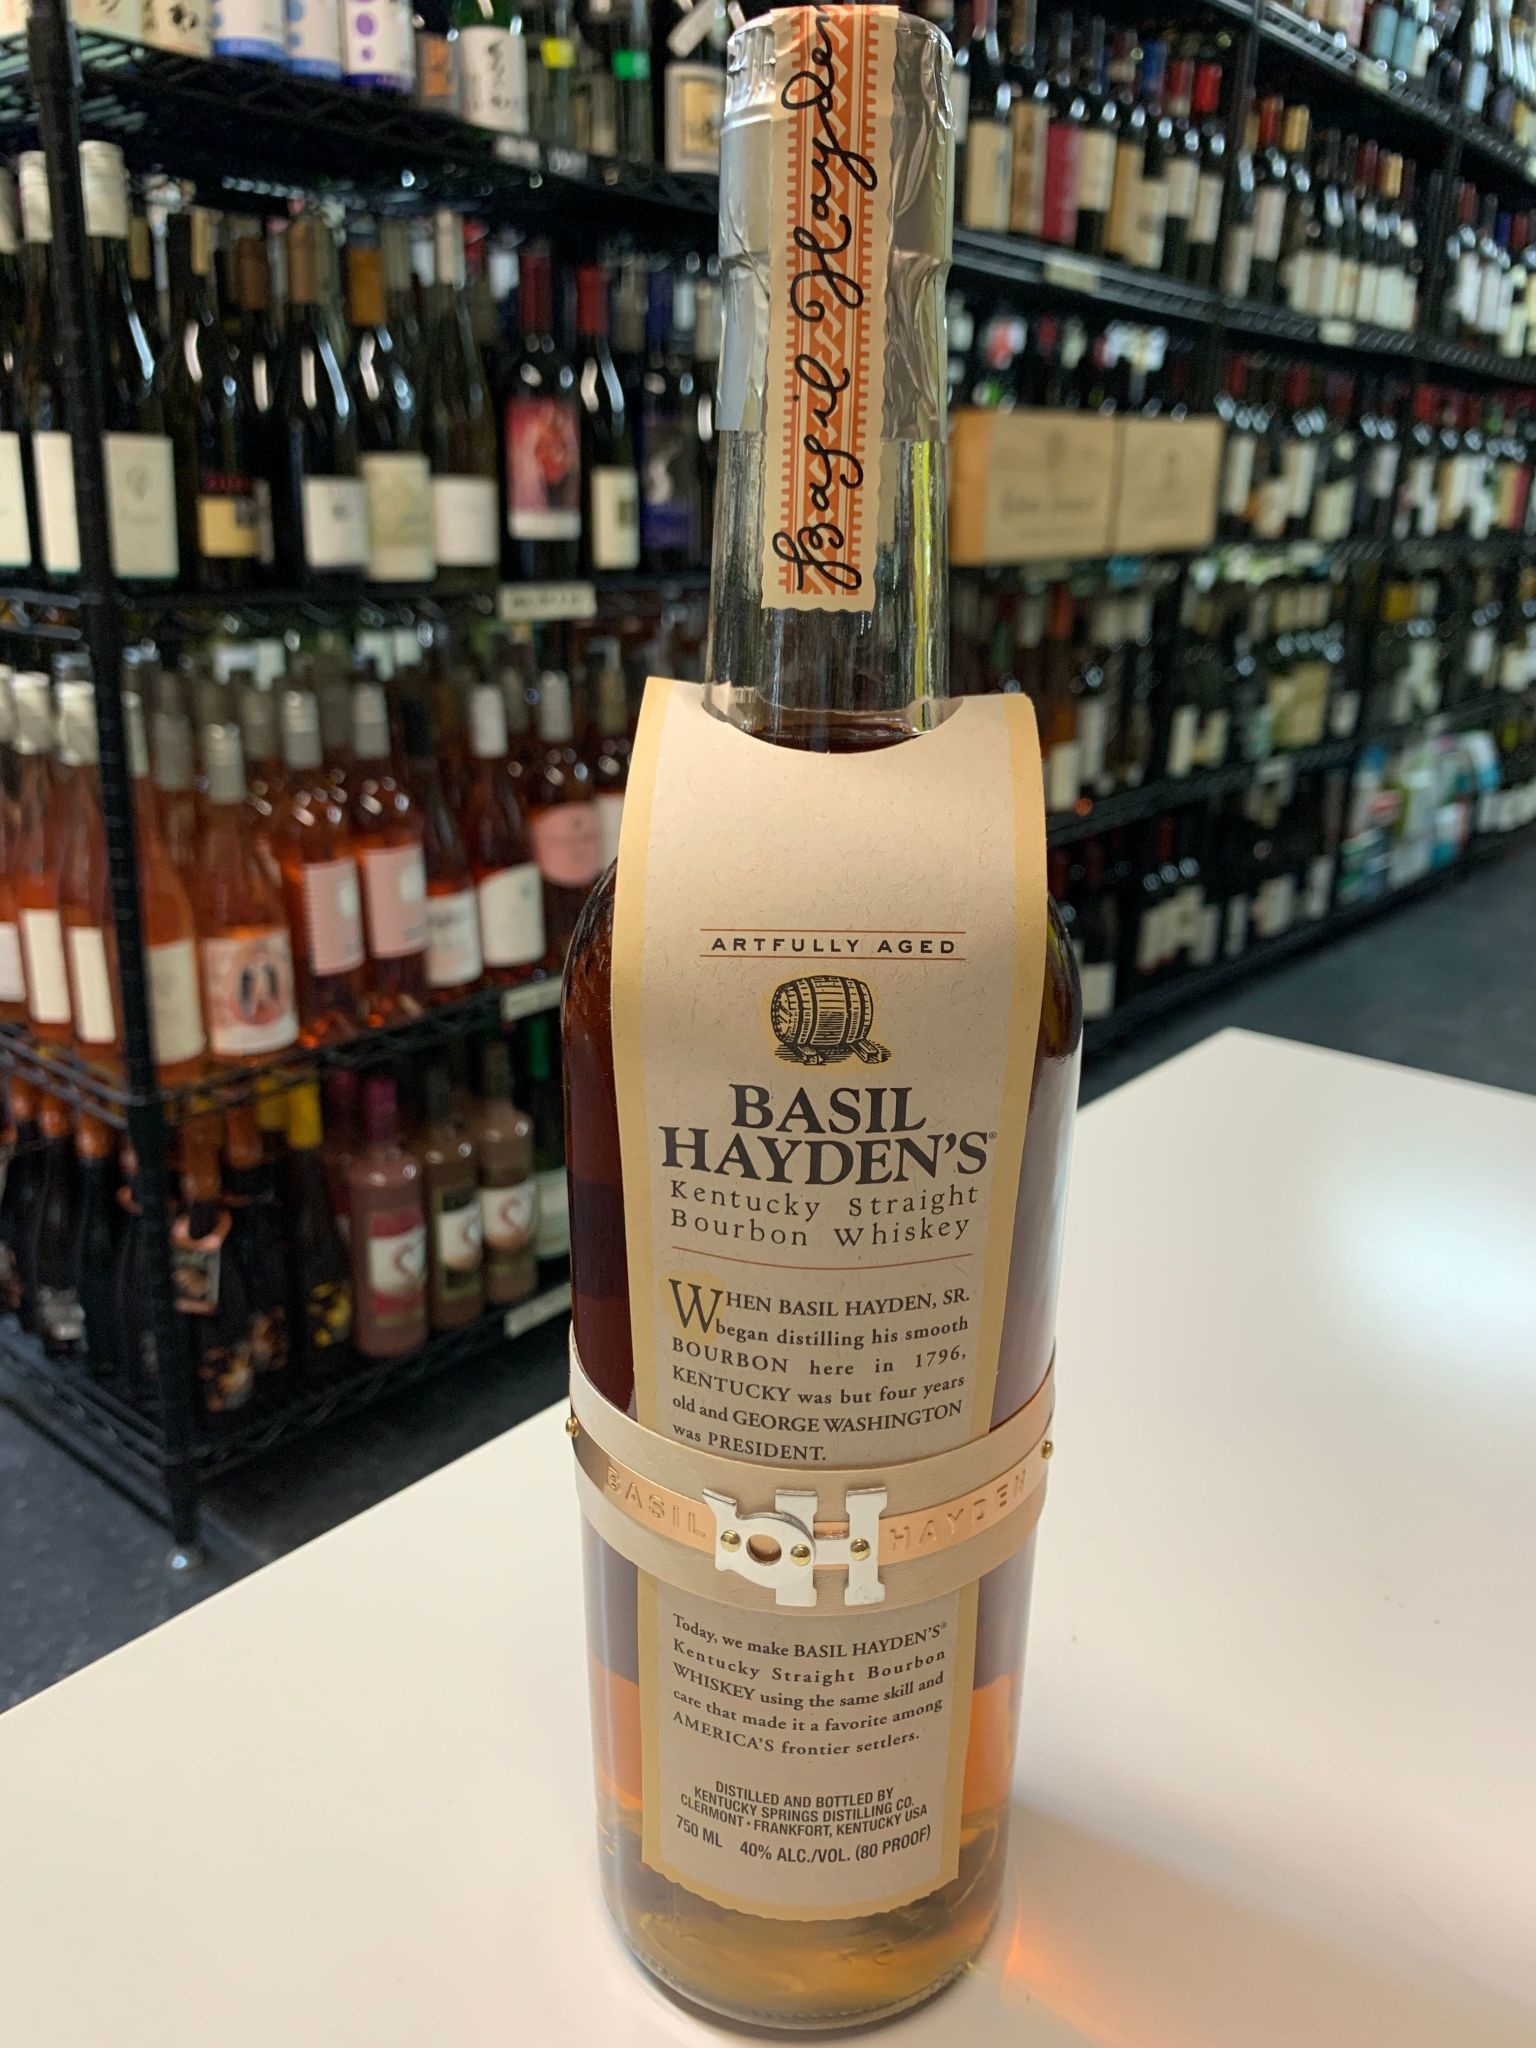 Basil Hayden
ARTFULLY AGED
BASIL
HAYDEN'S®
Kentucky Straight
Bourbon Whiskey
WHEN BASIL HAYDEN, SR.
began distilling his smooth
BOURBON here in 1796,
KENTUCKY was but four years
old and GEORGE WASHINGTON
was PRESIDENT.
BASIL bH HAYDEN
Today, we make BASIL HAYDEN'S®
Kentucky Straight Bourbon
WHISKEY using the same skill and
care that made it a favorite among
AMERICA'S frontier settlers.
DISTILLED AND BOTTLED BY
KENTUCKY SPRINGS DISTILLING CO.
CLERMONT · FRANKFORT, KENTUCKY USA
750 ML 40% ALC./VOL. (80 PROOF)